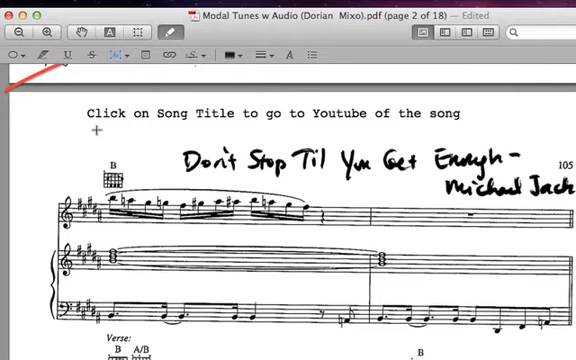 Modal Tunes w Audio (Dorian Mixo).pdf (page 2 of 18) — Edited
Click on Song Title to go to Youtube of the song
Don't Stop Til You Get Enough -
Michael Jack
105
B
Verse:
B A/B
B